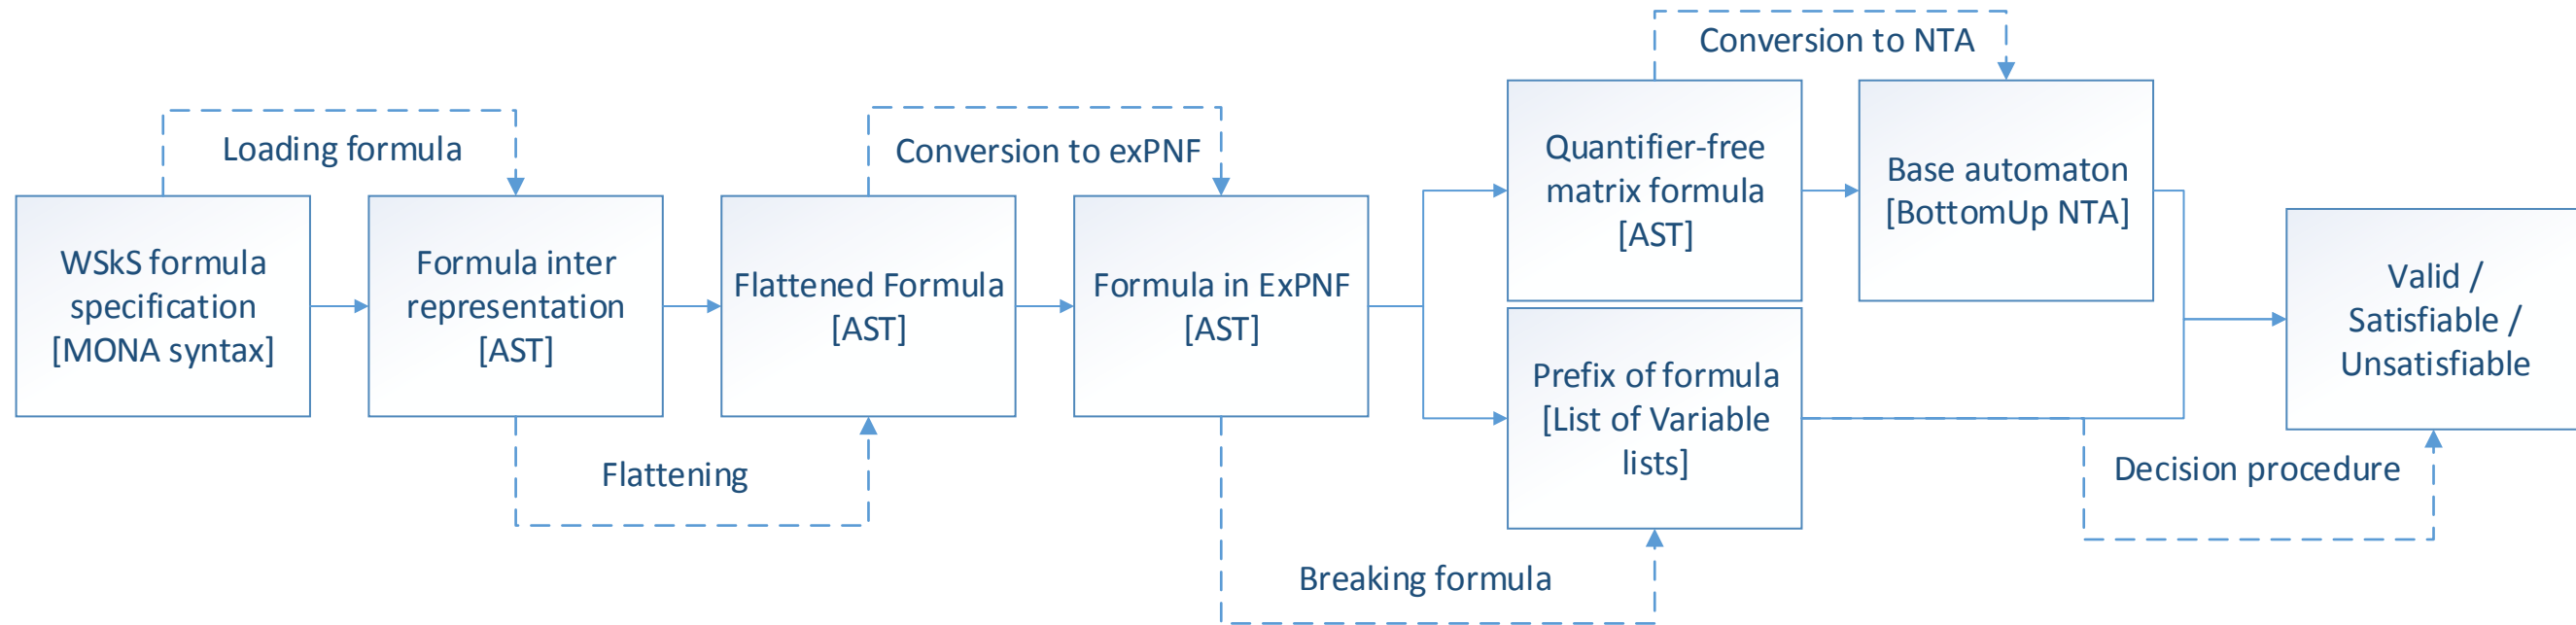 Conversion to NTA
Loading formula
Conversion to exPNF
WSkS formula
specification
[MONA syntax]
Formula inter
representation
[AST]
Flattened Formula
[AST]
Formula in ExPNF
[AST]
Quantifier-free
matrix formula
[AST]
Base automaton
[BottomUp NTA]
Prefix of formula
[List of Variable
lists]
Valid /
Satisfiable /
Unsatisfiable
Flattening
Decision procedure
Breaking formula